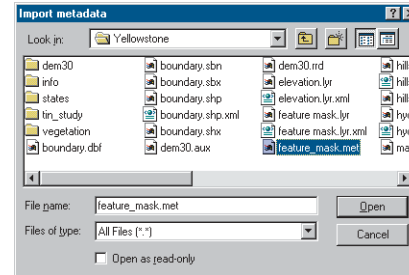 Import metadata
Look in: Yellowstone
dem30 boundary.sbn dem30.rrd
info boundary.sbx elevation.lyr
states boundary.shp elevation.lyr.xml
tin_study boundary.shp.xml feature mask.lyr
vegetation boundary.shx feature mask.lyr.xml
boundary.dbf dem30.aux feature_mask.met
File name: feature_mask.met Open
Files of type: All Files (*.*) Cancel
Open as read-only